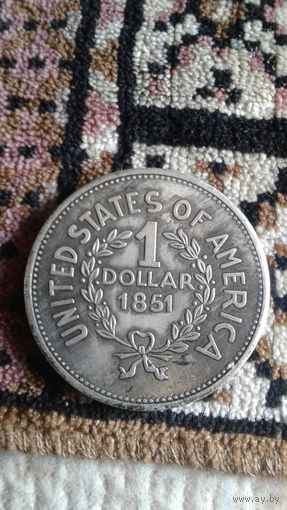 UNITED STATES OF AMERICA
1
DOLLAR
1851
www.ay.by